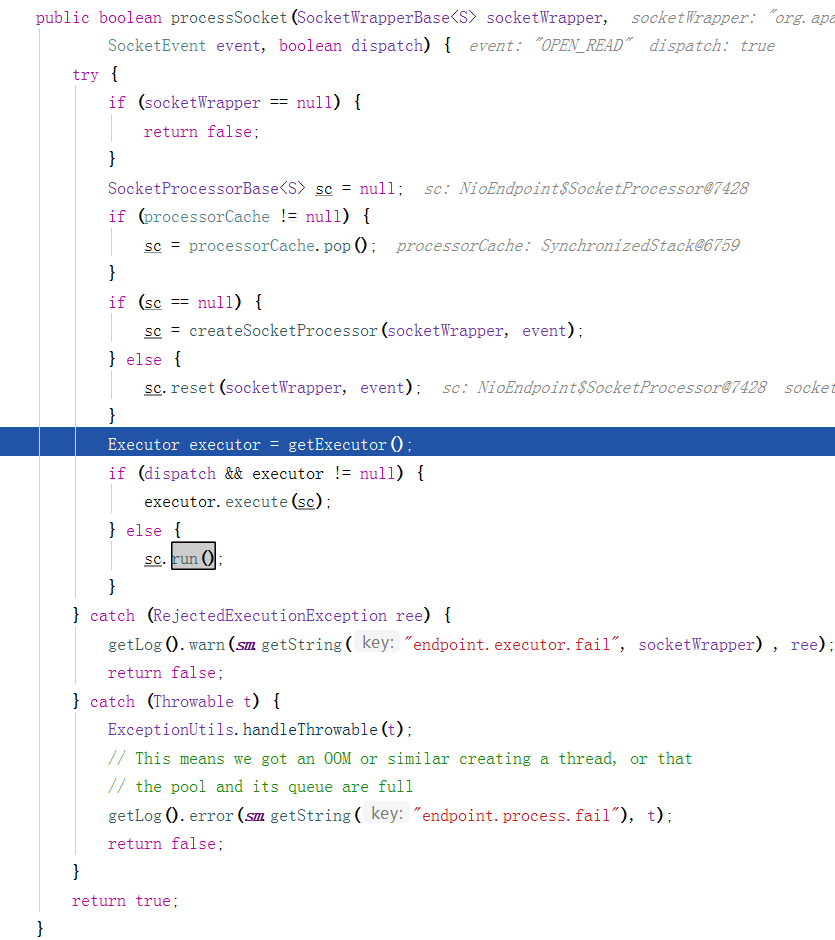 public boolean processSocket(SocketWrapperBase<S> socketWrapper,  socketWrapper: "org.apa
        SocketEvent event, boolean dispatch) {  event: "OPEN_READ"  dispatch: true
    try {
        if (socketWrapper == null) {
            return false;
        }
        SocketProcessorBase<S> sc = null;  sc: NioEndpoint$SocketProcessor@7428
        if (processorCache != null) {
            sc = processorCache.pop();  processorCache: SynchronizedStack@6759
        }
        if (sc == null) {
            sc = createSocketProcessor(socketWrapper, event);
        } else {
            sc.reset(socketWrapper, event);  sc: NioEndpoint$SocketProcessor@7428  socket
        }
        Executor executor = getExecutor();
        if (dispatch && executor != null) {
            executor.execute(sc);
        } else {
            sc.run();
        }
    } catch (RejectedExecutionException ree) {
        getLog().warn(sm.getString( key: "endpoint.executor.fail", socketWrapper) , ree);
        return false;
    } catch (Throwable t) {
        ExceptionUtils.handleThrowable(t);
        // This means we got an OOM or similar creating a thread, or that
        // the pool and its queue are full
        getLog().error(sm.getString( key: "endpoint.process.fail"), t);
        return false;
    }
    return true;
}